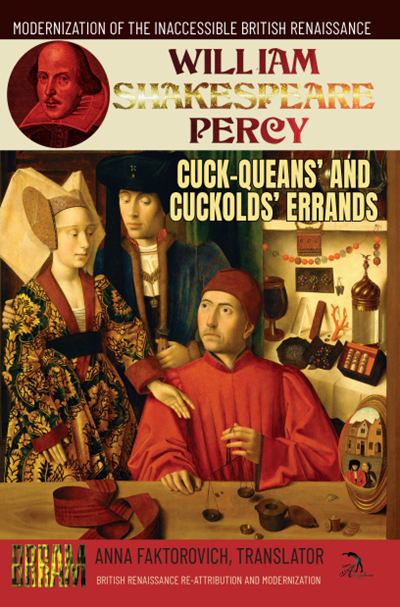 MODERNIZATION OF THE INACCESSIBLE BRITISH RENAISSANCE
WILLIAM
SHAKESPEARE
PERCY
CUCK-QUEANS' AND
CUCKOLDS' ERRANDS
BRRAM
ANNA FAKTOROVICH, TRANSLATOR
BRITISH RENAISSANCE RE-ATTRIBUTION AND MODERNIZATION